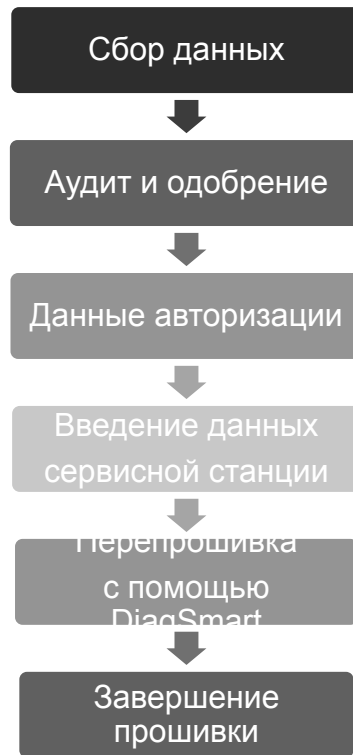 Сбор данных
Аудит и одобрение
Данные авторизации
Введение данных
сервисной станции
Перепрошивка
с помощью
DiagSmart
Завершение
прошивки